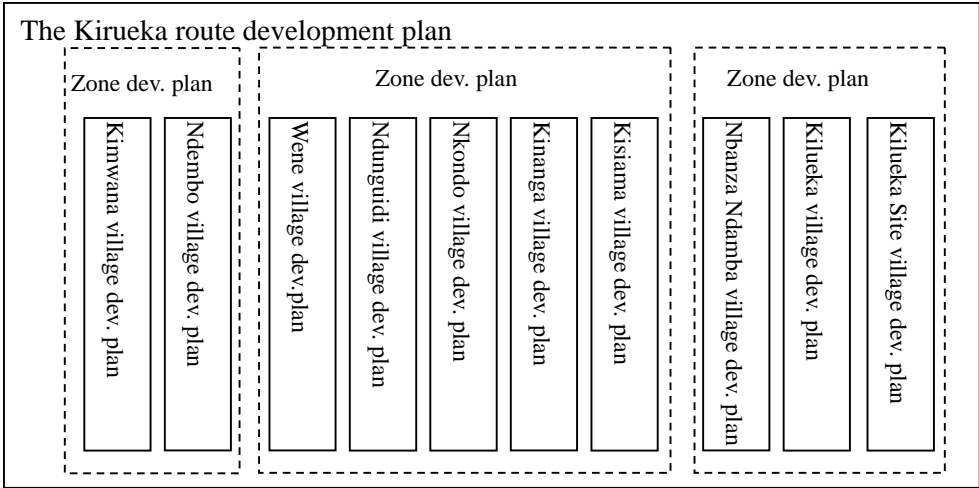 The Kirueka route development plan
Zone dev. plan
Kimwana village dev. plan
Ndembo village dev. plan
Zone dev. plan
Wene village dev.plan
Ndunguidi village dev. plan
Nkondo village dev. plan
Kinanga village dev. plan
Kisiama village dev. plan
Zone dev. plan
Nbanza Ndamba village dev. plan
Kilueka village dev. plan
Kilueka Site village dev. plan